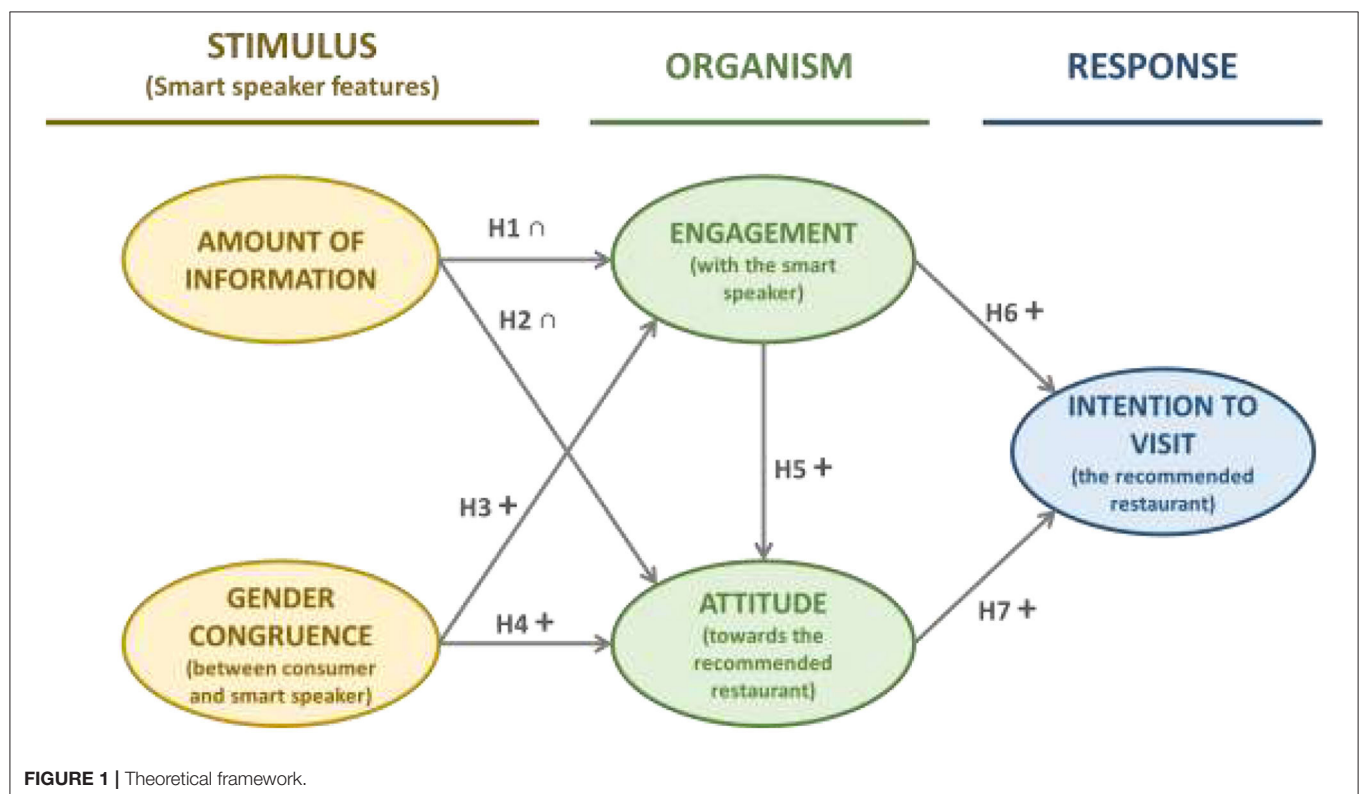 STIMULUS
(Smart speaker features)
ORGANISM
RESPONSE
AMOUNT OF
INFORMATION
H1 ∩
ENGAGEMENT
(with the smart
speaker)
H2 ∩
H6 +
INTENTION TO
VISIT
(the recommended
restaurant)
H3 +
H5 +
GENDER
CONGRUENCE
(between consumer
and smart speaker)
H4 +
ATTITUDE
(towards the
recommended
restaurant)
H7 +
FIGURE 1 | Theoretical framework.